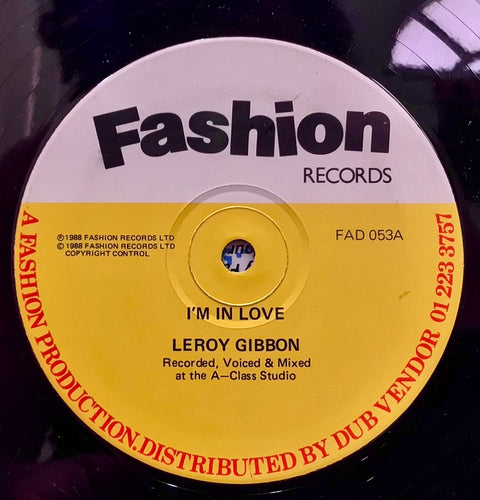 Fashion
RECORDS
℗1988 FASHION RECORDS LTD
©1988 FASHION RECORDS LTD
COPYRIGHT CONTROL
FAD 053A
I'M IN LOVE
LEROY GIBBON
Recorded, Voiced & Mixed
at the A—Class Studio
A FASHION PRODUCTION.DISTRIBUTED BY DUB VENDOR 01 223 3757